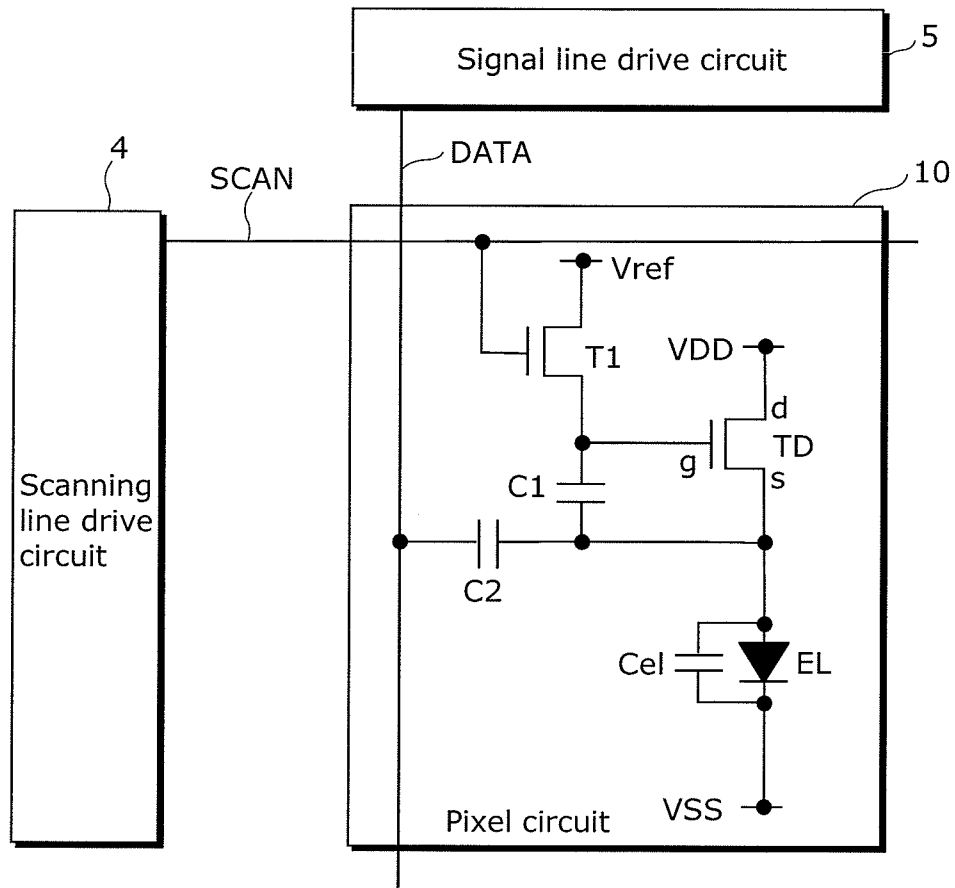 Signal line drive circuit
5
4
DATA
SCAN
10
Vref
T1
VDD
d
TD
g
s
C1
Scanning
line drive
circuit
C2
Cel
EL
VSS
Pixel circuit